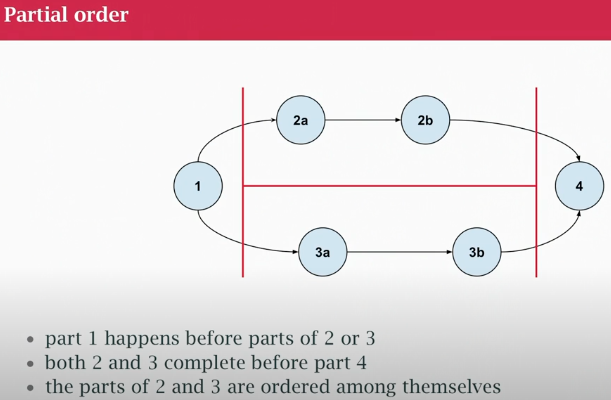 Partial order
2a
2b
1
4
3a
3b
part 1 happens before parts of 2 or 3
both 2 and 3 complete before part 4
the parts of 2 and 3 are ordered among themselves